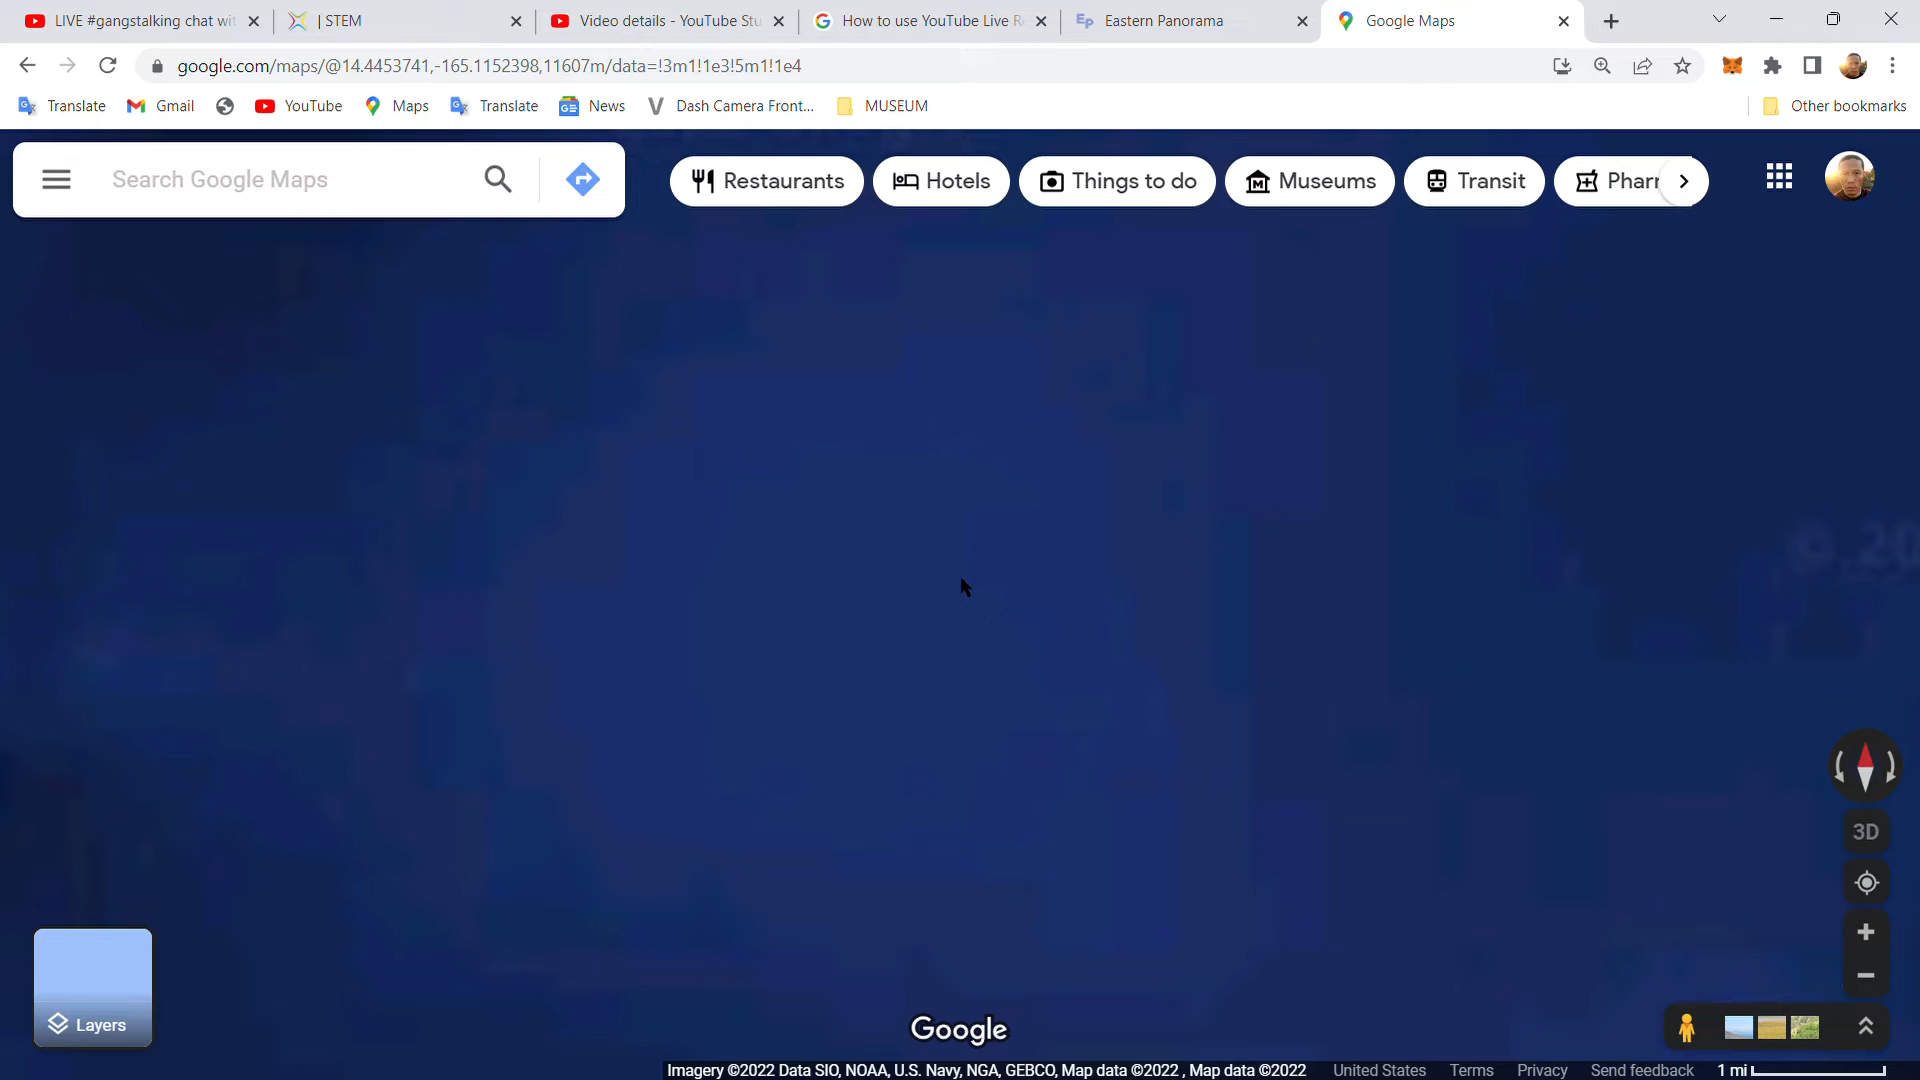 LIVE #gangstalking chat wit
| STEM
Video details - YouTube Stu
How to use YouTube Live Re
Eastern Panorama
Google Maps
google.com/maps/@14.4453741,-165.1152398,11607m/data=!3m1!1e3!5m1!1e4
Translate
Gmail
YouTube
Maps
Translate
News
Dash Camera Front...
MUSEUM
Other bookmarks
Search Google Maps
Restaurants
Hotels
Things to do
Museums
Transit
Pharr
© 20
3D
Layers
Google
Imagery ©2022 Data SIO, NOAA, U.S. Navy, NGA, GEBCO, Map data ©2022 , Map data ©2022
United States
Terms
Privacy
Send feedback
1 mi